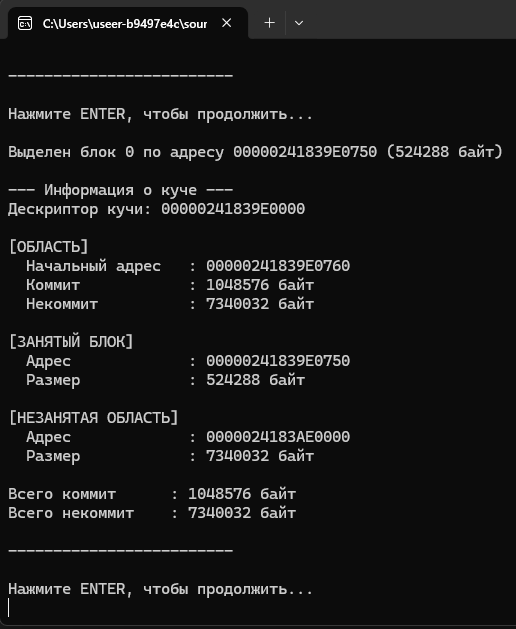 C:\Users\useer-b9497e4c\sour
--------------------------
Нажмите ENTER, чтобы продолжить...
Выделен блок 0 по адресу 00000241839E0750 (524288 байт)
--- Информация о куче ---
Дескриптор кучи: 00000241839E0000
[ОБЛАСТЬ]
Начальный адрес : 00000241839E0760
Коммит : 1048576 байт
Некоммит : 7340032 байт
[ЗАНЯТЫЙ БЛОК]
Адрес : 00000241839E0750
Размер : 524288 байт
[НЕЗАНЯТАЯ ОБЛАСТЬ]
Адрес : 0000024183AE0000
Размер : 7340032 байт
Всего коммит : 1048576 байт
Всего некоммит : 7340032 байт
--------------------------
Нажмите ENTER, чтобы продолжить...